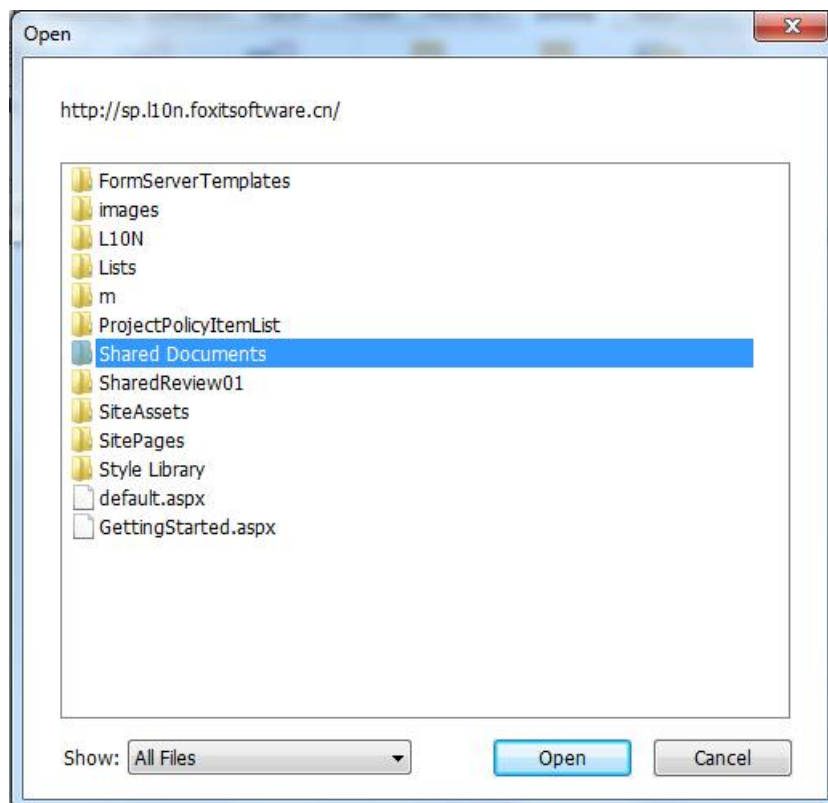 Open
http://sp.l10n.foxitsoftware.cn/
FormServerTemplates
images
L10N
Lists
m
ProjectPolicyItemList
Shared Documents
SharedReview01
SiteAssets
SitePages
Style Library
default.aspx
GettingStarted.aspx
Show: All Files Open Cancel